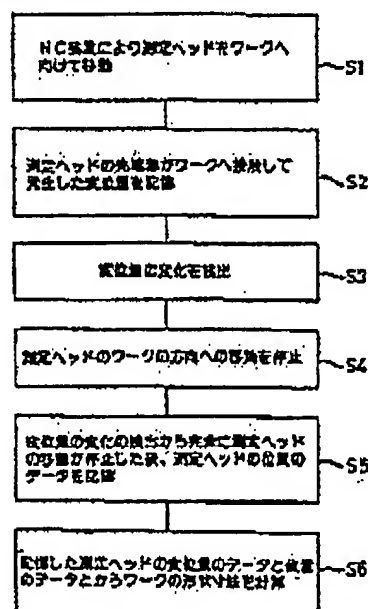 NC装置により測定ヘッドをワークへ
向けて移動
S1
測定ヘッドの先端部がワークへ接触して
発生した変位量を記憶
S2
変位量の変化を検出
S3
測定ヘッドのワークの方向への移動を停止
S4
変位量の変化の検出から完全に測定ヘッド
の移動が停止した後、測定ヘッドの位置の
データを記憶
S5
記憶した測定ヘッドの変位量のデータと位置
のデータとからワークの形状寸法を計算
S6